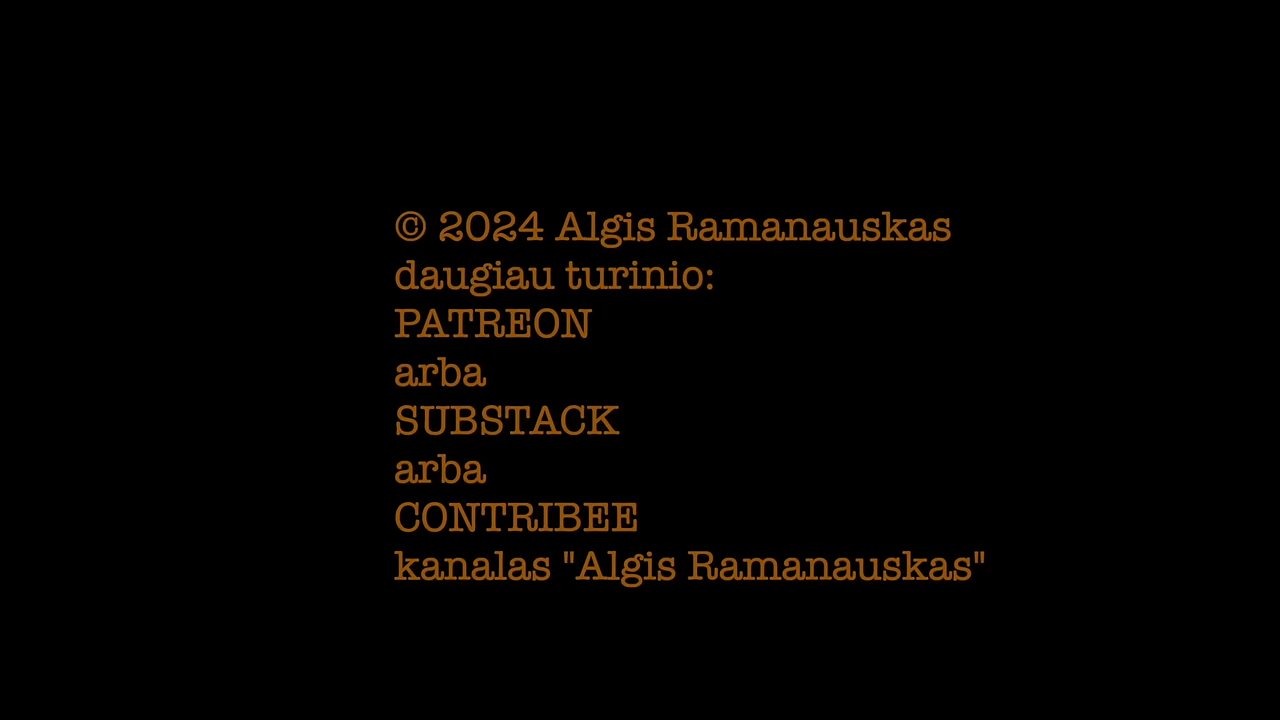 © 2024 Algis Ramanauskas
daugiau turinio:
PATREON
arba
SUBSTACK
arba
CONTRIBEE
kanalas "Algis Ramanauskas"